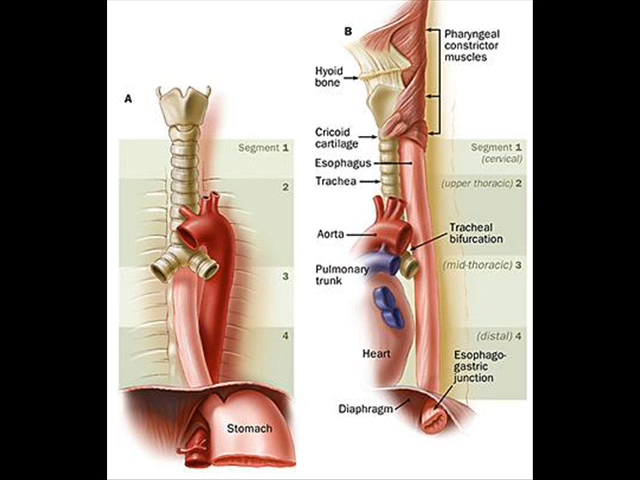 A
Segment 1
2
3
4
Stomach
B
Pharyngeal
constrictor
muscles
Hyoid
bone
Cricoid
cartilage
Esophagus
Trachea
Segment 1
(cervical)
(upper thoracic) 2
Aorta
Tracheal
bifurcation
Pulmonary
trunk
(mid-thoracic) 3
(distal) 4
Heart
Esophago-
gastric
junction
Diaphragm